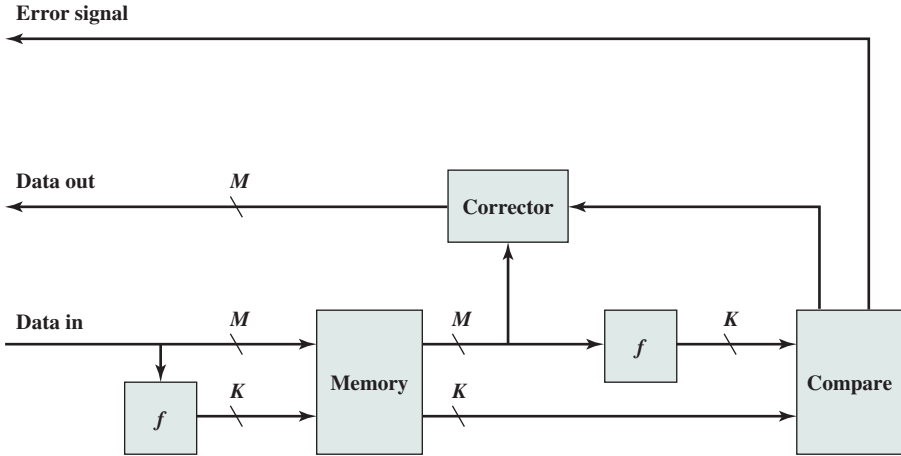 Error signal
Data out
M
Corrector
Data in
M
M
K
f
Memory
Compare
K
K
f